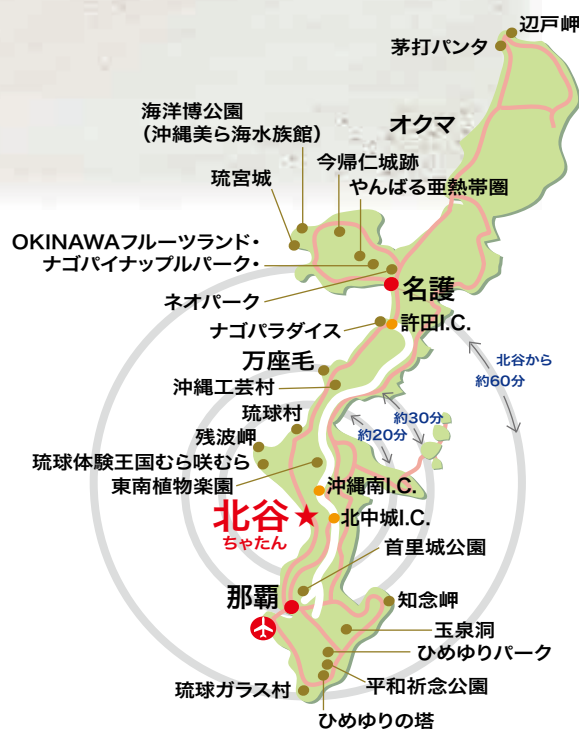 辺戸岬
茅打パンタ
オクマ
海洋博公園
（沖縄美ら海水族館）
今帰仁城跡
琉宮城
やんばる亜熱帯圏
OKINAWAフルーツランド・
ナゴパイナップルパーク・
ネオパーク
名護
ナゴパラダイス
許田I.C.
北谷から
約60分
万座毛
沖縄工芸村
約30分
約20分
琉球村
残波岬
琉球体験王国むら咲むら
東南植物楽園
沖縄南I.C.
北谷
ちゃたん
北中城I.C.
首里城公園
那覇
知念岬
玉泉洞
ひめゆりパーク
平和祈念公園
琉球ガラス村
ひめゆりの塔